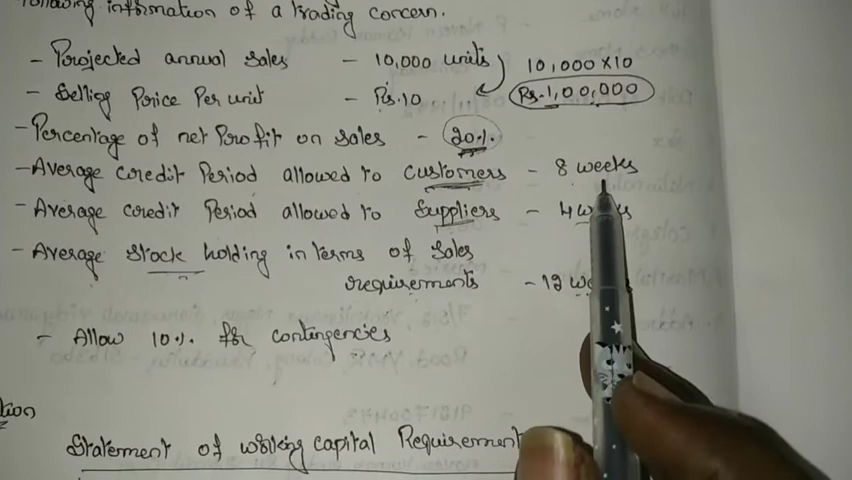 following information of a trading concern.
- Projected annual sales - 10,000 units 10,000 x 10
- Selling Price Per unit - Rs. 10 Rs. 1,00,000
- Percentage of net Profit on sales - 20%.
- Average credit Period allowed to customers - 8 weeks
- Average credit Period allowed to Suppliers - 4
- Average stock holding in terms of sales
requirements - 12
- Allow 10%. for contingencies
Statement of working capital Requirement